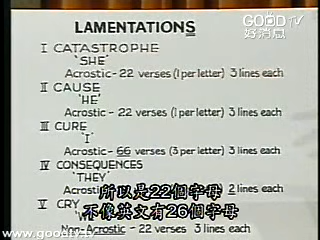 GOOD TV
好消息
LAMENTATIONS
I CATASTROPHE
'SHE'
Acrostic - 22 verses (1 per letter) 3 lines each
II CAUSE
'HE'
Acrostic - 22 verses (1 per letter) 3 lines each
III CURE
'I'
Acrostic - 66 verses (3 per letter) 3 lines each
IV CONSEQUENCES
'THEY'
2 lines each
所以是22個字母
V CRY
不像英文有26個字母
Non-Acrostic - 22 verses 3 lines each
www.goodtv.tv